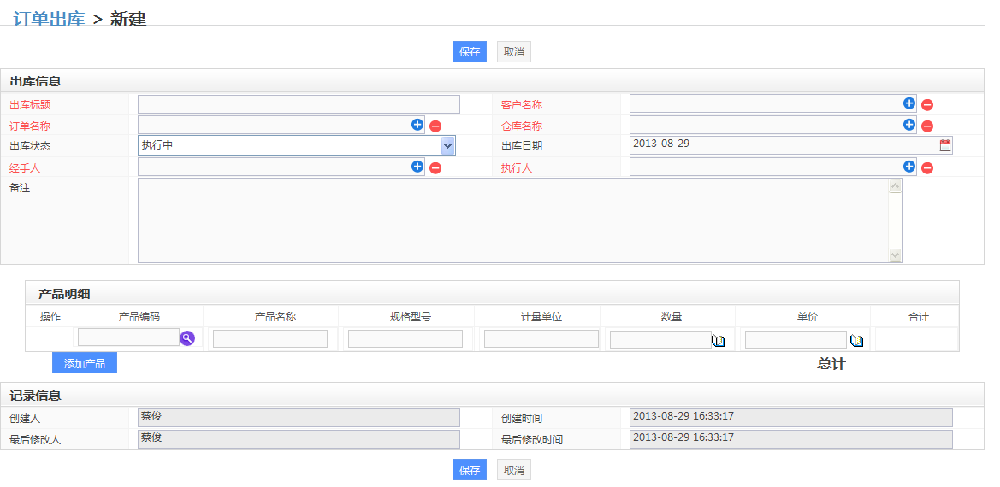 订单出库 > 新建
保存 取消
出库信息
出库标题 客户名称
订单名称 仓库名称
出库状态 执行中 出库日期 2013-08-29
经手人 执行人
备注
产品明细
操作 产品编码 产品名称 规格型号 计量单位 数量 单价 合计
添加产品 总计
记录信息
创建人 蔡俊 创建时间 2013-08-29 16:33:17
最后修改人 蔡俊 最后修改时间 2013-08-29 16:33:17
保存 取消